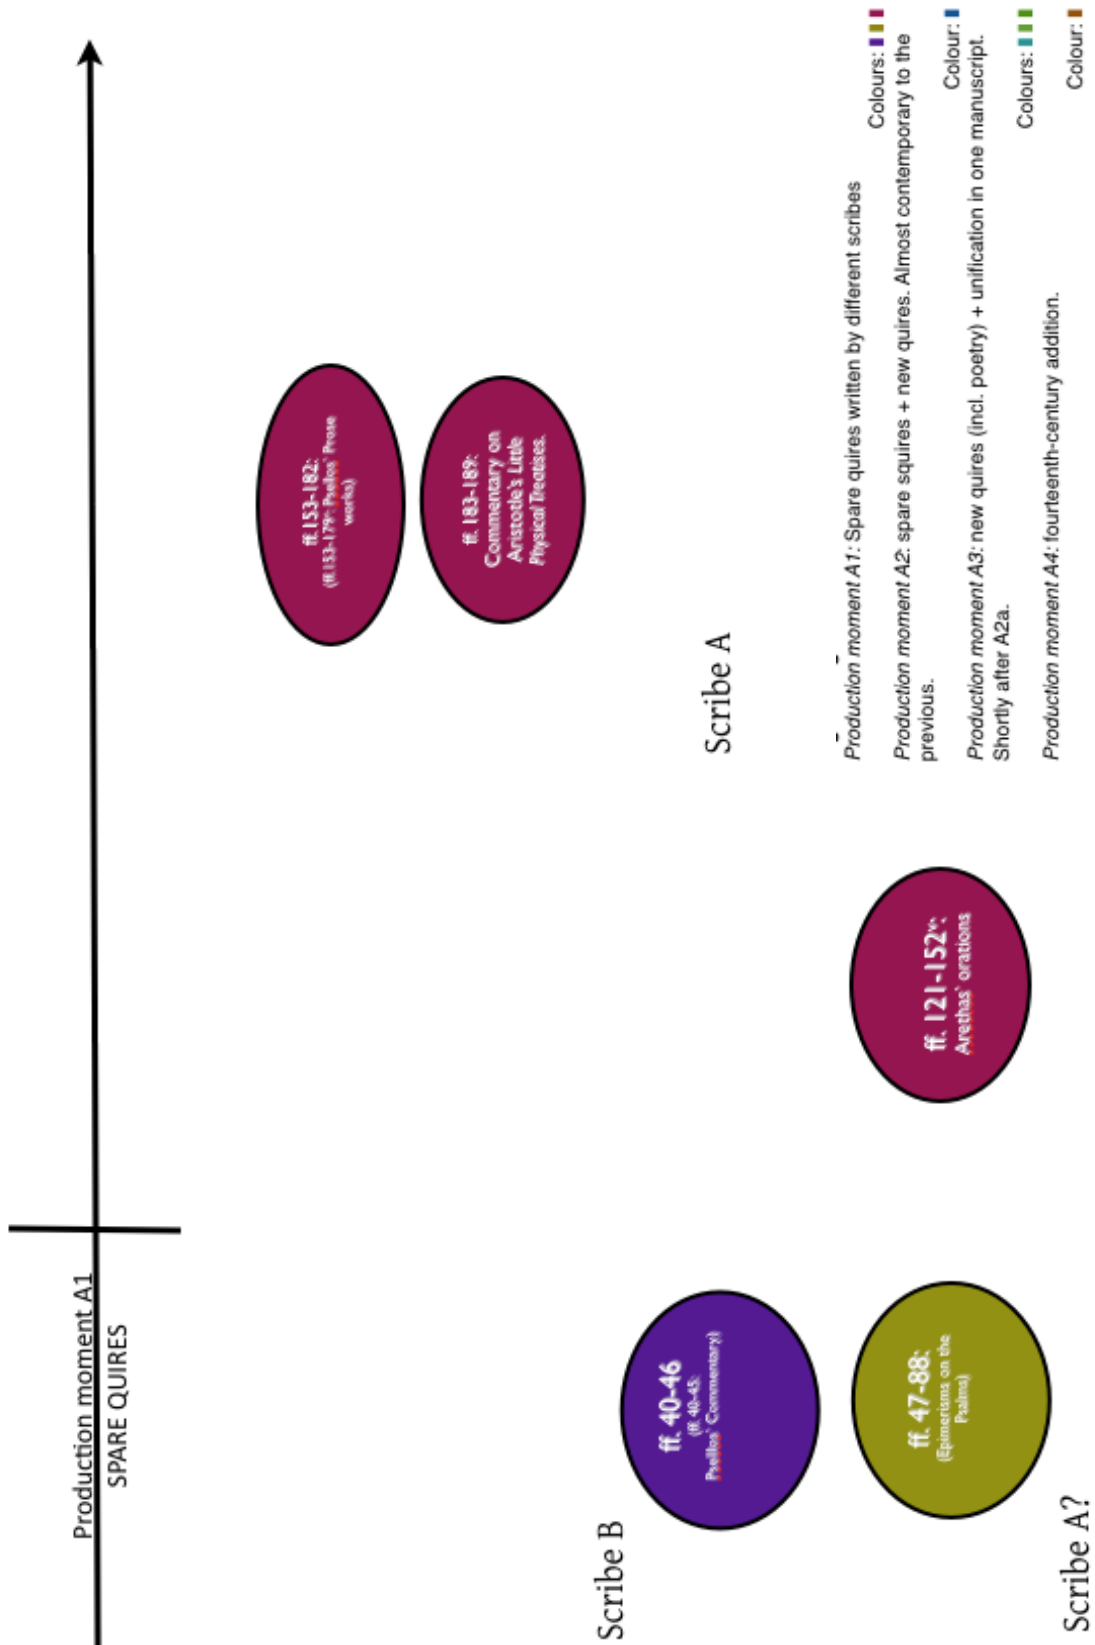 Production moment A1
SPARE QUIRES
ff.153-182:
(ff.153-179ᵛ: Psellos` Prose
works)
ff. 183-189:
Commentary on
Aristotle's Little
Physical Treatises.
Scribe A
Scribe B
ff. 40-46
(ff. 40-45:
Psellos` Commentary)
ff. 47-88:
(Epimerisms on the
Psalms)
Scribe A?
ff. 121-152ᵛ:
Arethas` orations
Production moment A1: Spare quires written by different scribes
Colours:
Production moment A2: spare squires + new quires. Almost contemporary to the
previous.
Colour:
Production moment A3: new quires (incl. poetry) + unification in one manuscript.
Shortly after A2a.
Colours:
Production moment A4: fourteenth-century addition.
Colour: